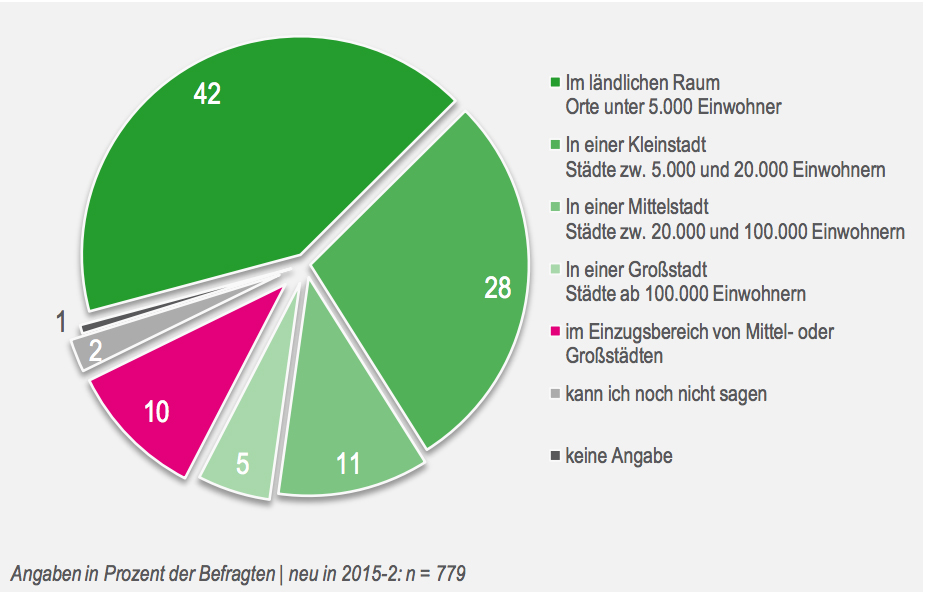 42
28
11
5
10
2
1
Im ländlichen Raum
Orte unter 5.000 Einwohner
In einer Kleinstadt
Städte zw. 5.000 und 20.000 Einwohnern
In einer Mittelstadt
Städte zw. 20.000 und 100.000 Einwohnern
In einer Großstadt
Städte ab 100.000 Einwohnern
im Einzugsbereich von Mittel- oder
Großstädten
kann ich noch nicht sagen
keine Angabe
Angaben in Prozent der Befragten | neu in 2015-2: n = 779